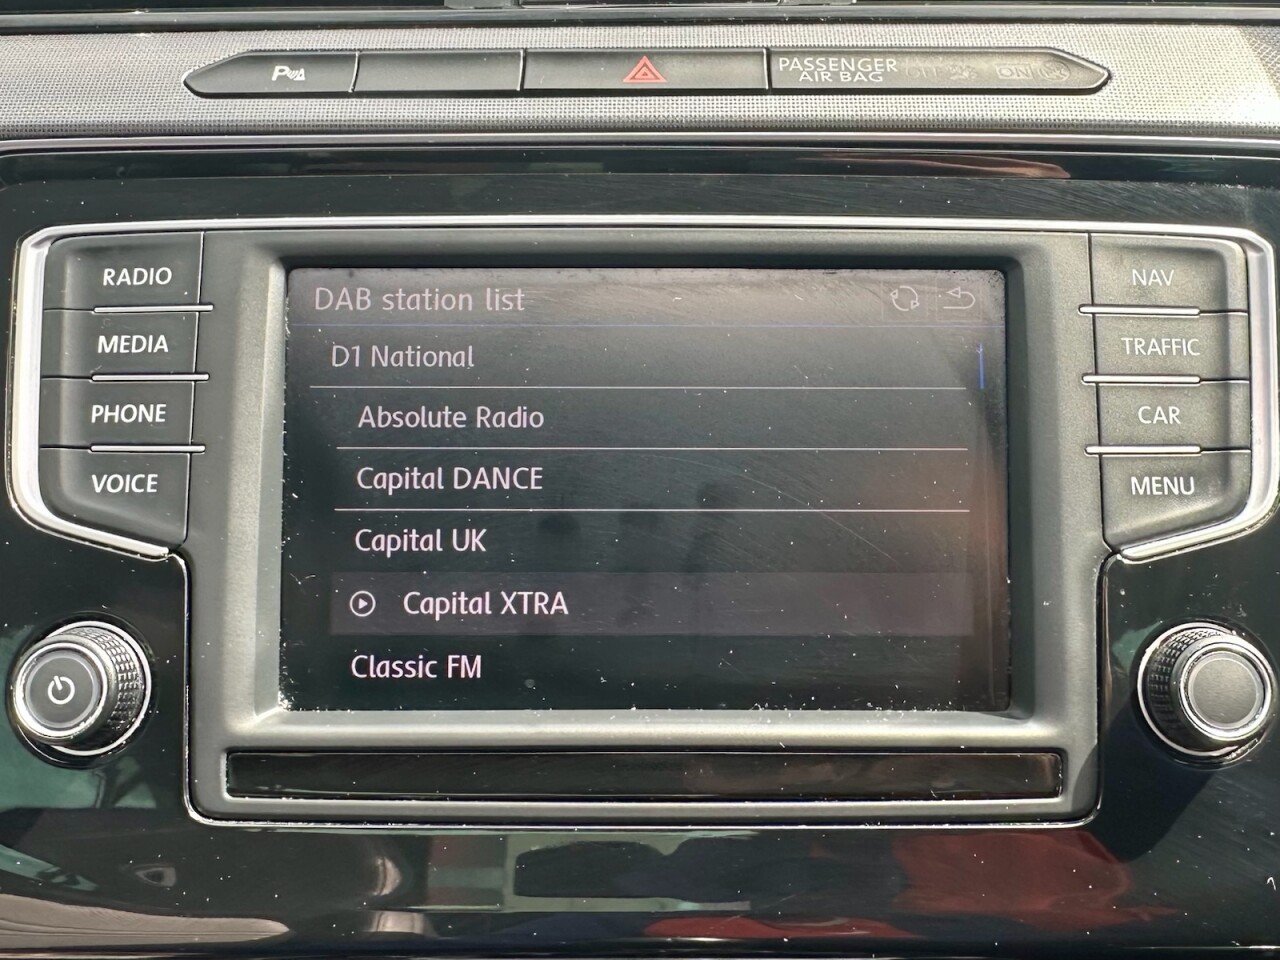 P
PASSENGER
AIR BAG
OFF
ON
RADIO
MEDIA
PHONE
VOICE
DAB station list
D1 National
Absolute Radio
Capital DANCE
Capital UK
Capital XTRA
Classic FM
NAV
TRAFFIC
CAR
MENU